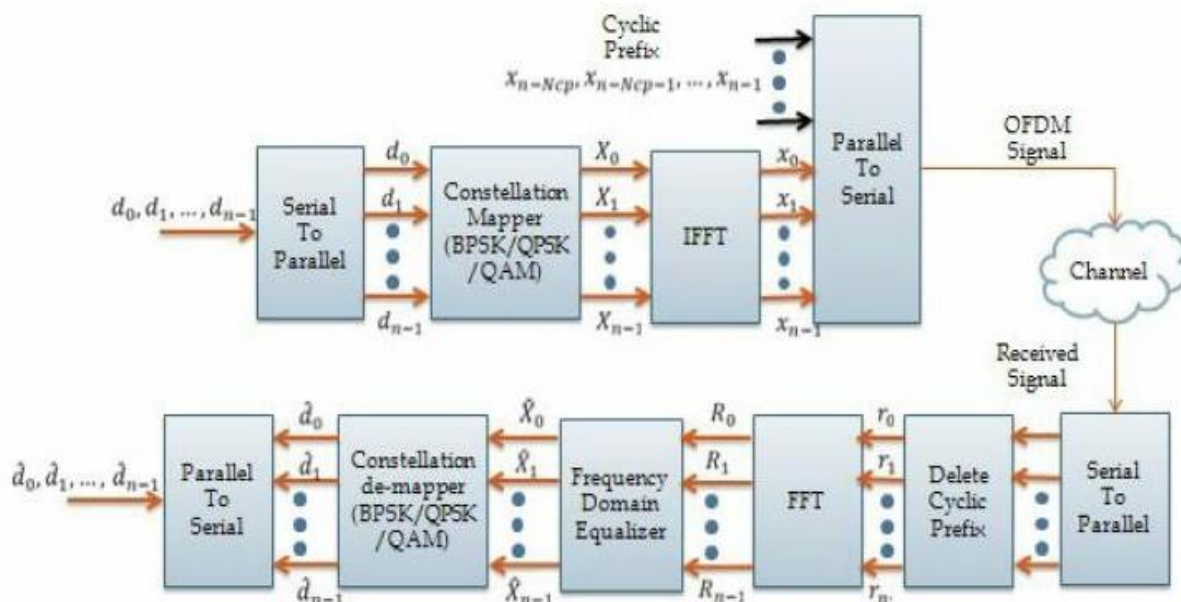 Cyclic
Prefix
x_{n-Ncp}, x_{n-Ncp-1}, ..., x_{n-1}
OFDM
Signal
d_0, d_1, ..., d_{n-1}
Serial
To
Parallel
d_0
d_1
d_{n-1}
Constellation
Mapper
(BPSK/QPSK
/QAM)
X_0
X_1
X_{n-1}
IFFT
x_0
x_1
x_{n-1}
Parallel
To
Serial
Channel
Received
Signal
d̂_0, d̂_1, ..., d̂_{n-1}
Parallel
To
Serial
d̂_0
d̂_1
d̂_{n-1}
Constellation
de-mapper
(BPSK/QPSK
/QAM)
X̂_0
X̂_1
X̂_{n-1}
Frequency
Domain
Equalizer
R_0
R_1
R_{n-1}
FFT
r_0
r_1
Delete
Cyclic
Prefix
Serial
To
Parallel